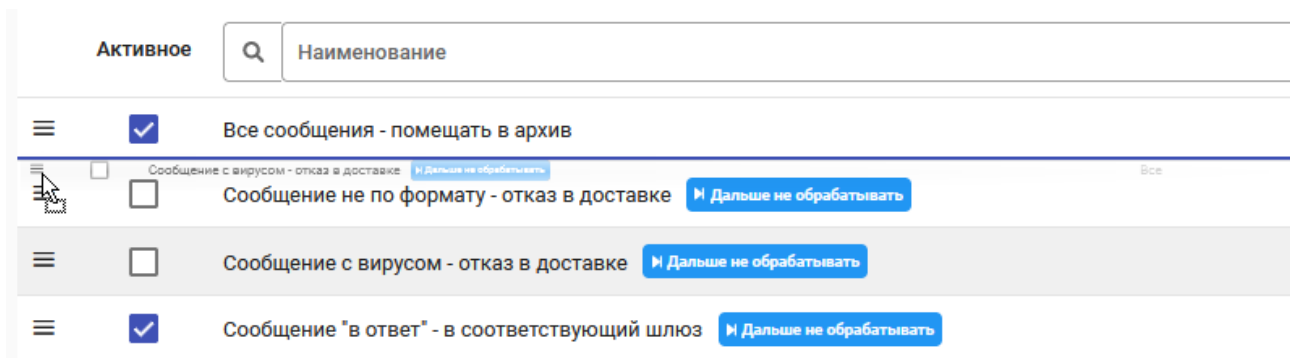 Активное Наименование
Все сообщения - помещать в архив
Сообщение с вирусом - отказ в доставке Дальше не обрабатывать Все
Сообщение не по формату - отказ в доставке Дальше не обрабатывать
Сообщение с вирусом - отказ в доставке Дальше не обрабатывать
Сообщение "в ответ" - в соответствующий шлюз Дальше не обрабатывать